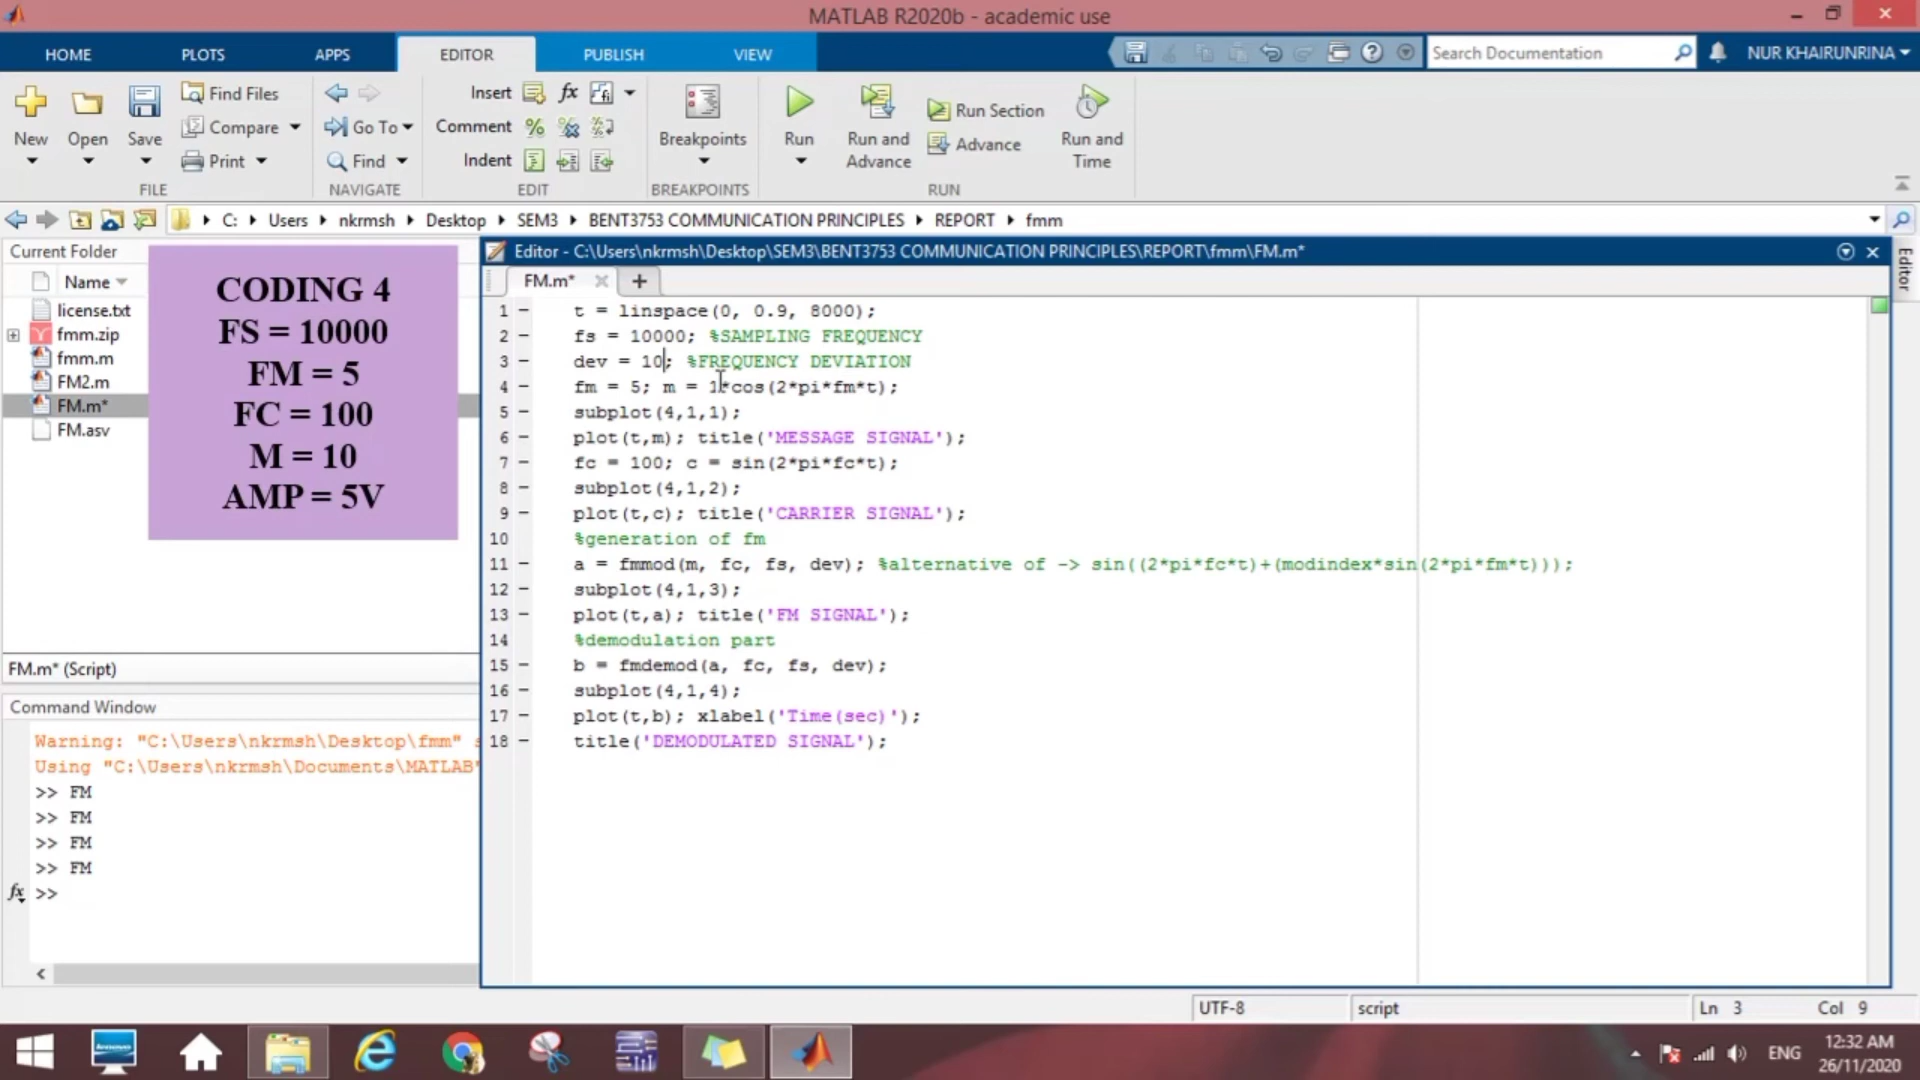 MATLAB R2020b - academic use
HOME PLOTS APPS EDITOR PUBLISH VIEW
Search Documentation
NUR KHAIRUNRINA
New
Open
Save
Find Files
Compare
Print
FILE
Go To
Find
NAVIGATE
Insert
Comment
Indent
EDIT
Breakpoints
BREAKPOINTS
Run
Run and
Advance
Run Section
Advance
Run and
Time
RUN
C: Users nkrmsh Desktop SEM3 BENT3753 COMMUNICATION PRINCIPLES REPORT fmm
Current Folder
Name
license.txt
fmm.zip
fmm.m
FM2.m
FM.m*
FM.asv
CODING 4
FS = 10000
FM = 5
FC = 100
M = 10
AMP = 5V
FM.m* (Script)
Command Window
Warning: "C:\Users\nkrmsh\Desktop\fmm" s
Using "C:\Users\nkrmsh\Documents\MATLAB"
>> FM
>> FM
>> FM
>> FM
fx >>
Editor - C:\Users\nkrmsh\Desktop\SEM3\BENT3753 COMMUNICATION PRINCIPLES\REPORT\fmm\FM.m*
Editor
FM.m*
1 t = linspace(0, 0.9, 8000);
2 fs = 10000; %SAMPLING FREQUENCY
3 dev = 10; %FREQUENCY DEVIATION
4 fm = 5; m = 1*cos(2*pi*fm*t);
5 subplot(4,1,1);
6 plot(t,m); title('MESSAGE SIGNAL');
7 fc = 100; c = sin(2*pi*fc*t);
8 subplot(4,1,2);
9 plot(t,c); title('CARRIER SIGNAL');
10 %generation of fm
11 a = fmmod(m, fc, fs, dev); %alternative of -> sin((2*pi*fc*t)+(modindex*sin(2*pi*fm*t)));
12 subplot(4,1,3);
13 plot(t,a); title('FM SIGNAL');
14 %demodulation part
15 b = fmdemod(a, fc, fs, dev);
16 subplot(4,1,4);
17 plot(t,b); xlabel('Time(sec)');
18 title('DEMODULATED SIGNAL');
UTF-8
script
Ln 3 Col 9
ENG
12:32 AM
26/11/2020